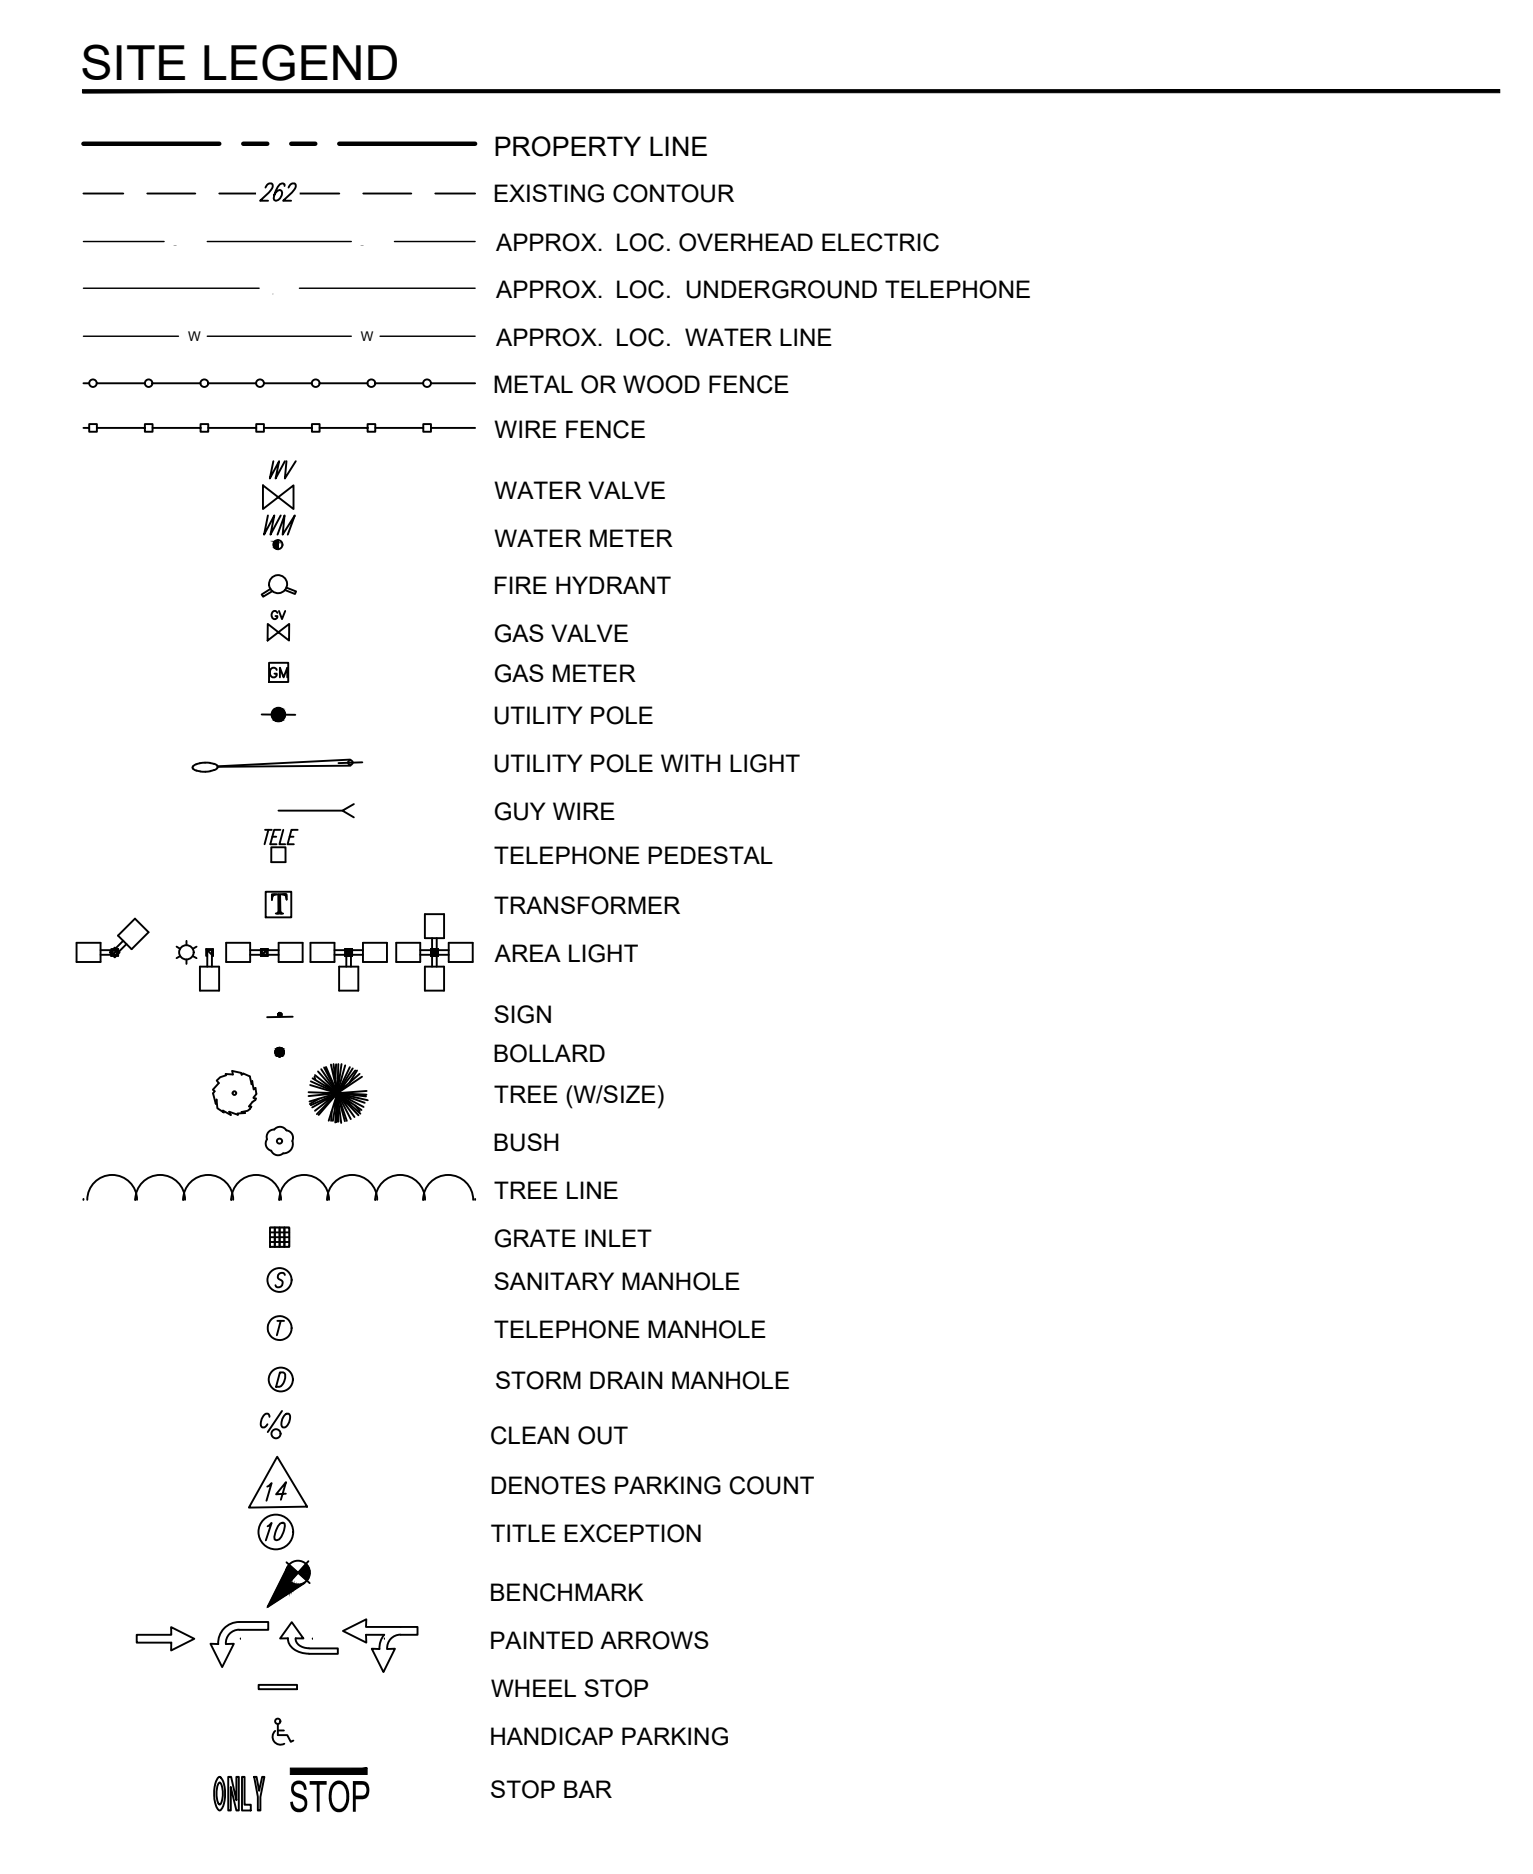 SITE LEGEND
PROPERTY LINE
262 EXISTING CONTOUR
APPROX. LOC. OVERHEAD ELECTRIC
APPROX. LOC. UNDERGROUND TELEPHONE
W W APPROX. LOC. WATER LINE
METAL OR WOOD FENCE
WIRE FENCE
WV
WATER VALVE
WM
WATER METER
FIRE HYDRANT
GV
GAS VALVE
GM GAS METER
UTILITY POLE
UTILITY POLE WITH LIGHT
GUY WIRE
TELE
TELEPHONE PEDESTAL
T TRANSFORMER
AREA LIGHT
SIGN
BOLLARD
TREE (W/SIZE)
BUSH
TREE LINE
GRATE INLET
S SANITARY MANHOLE
T TELEPHONE MANHOLE
D STORM DRAIN MANHOLE
C/O
CLEAN OUT
14 DENOTES PARKING COUNT
10 TITLE EXCEPTION
BENCHMARK
PAINTED ARROWS
WHEEL STOP
HANDICAP PARKING
ONLY STOP STOP BAR